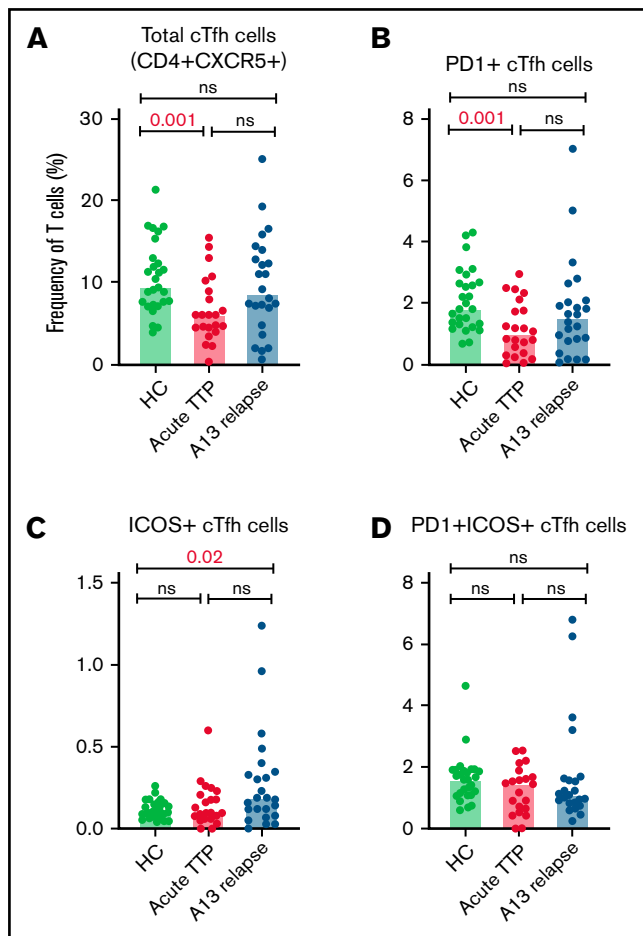 A
Total cTfh cells
(CD4+CXCR5+)
ns
0.001
ns
Frequency of T cells (%)
30
20
10
0
HC
Acute TTP
A13 relapse
B
PD1+ cTfh cells
ns
0.001
ns
8
6
4
2
0
HC
Acute TTP
A13 relapse
C
ICOS+ cTfh cells
0.02
ns
ns
1.5
1.0
0.5
0.0
HC
Acute TTP
A13 relapse
D
PD1+ICOS+ cTfh cells
ns
ns
ns
8
6
4
2
0
HC
Acute TTP
A13 relapse